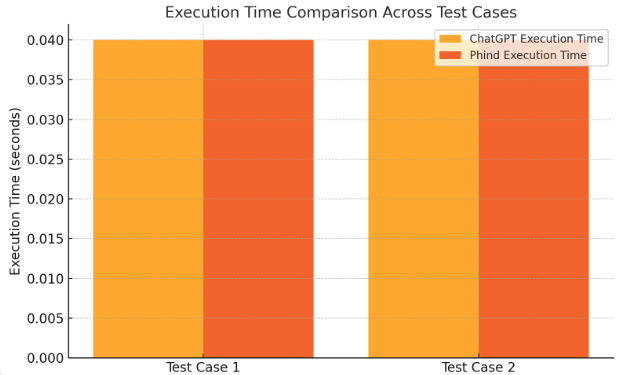 Execution Time Comparison Across Test Cases
ChatGPT Execution Time
Phind Execution Time
Execution Time (seconds)
0.040
0.035
0.030
0.025
0.020
0.015
0.010
0.005
0.000
Test Case 1
Test Case 2